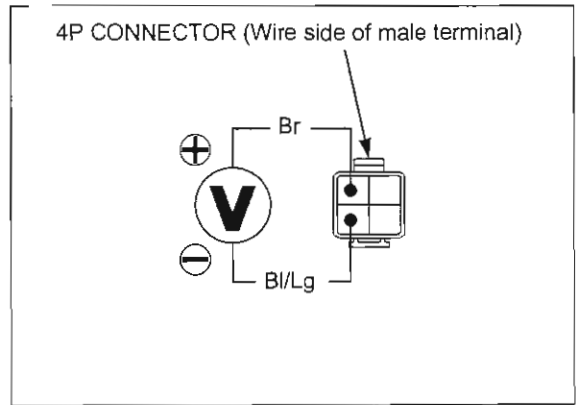 4P CONNECTOR (Wire side of male terminal)
Br
+
V
−
Bl/Lg